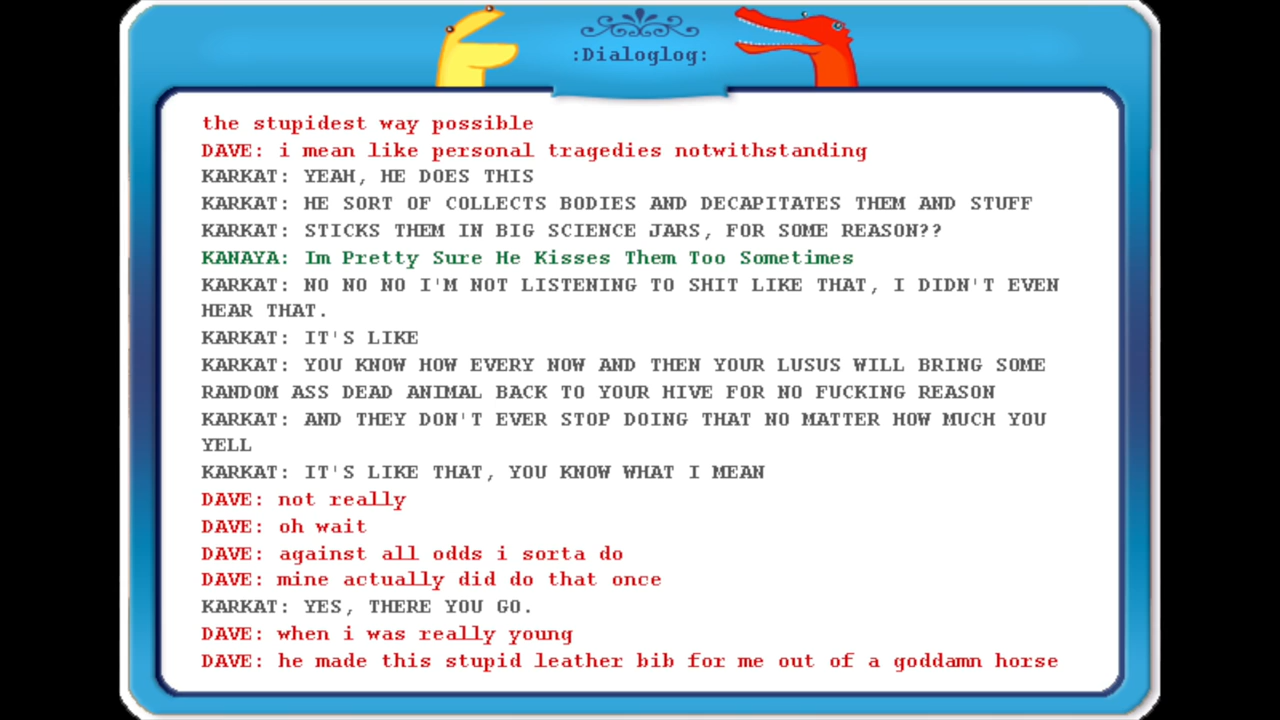 :Dialoglog:
the stupidest way possible
DAVE: i mean like personal tragedies notwithstanding
KARKAT: YEAH, HE DOES THIS
KARKAT: HE SORT OF COLLECTS BODIES AND DECAPITATES THEM AND STUFF
KARKAT: STICKS THEM IN BIG SCIENCE JARS, FOR SOME REASON??
KANAYA: Im Pretty Sure He Kisses Them Too Sometimes
KARKAT: NO NO NO I'M NOT LISTENING TO SHIT LIKE THAT, I DIDN'T EVEN
HEAR THAT.
KARKAT: IT'S LIKE
KARKAT: YOU KNOW HOW EVERY NOW AND THEN YOUR LUSUS WILL BRING SOME
RANDOM ASS DEAD ANIMAL BACK TO YOUR HIVE FOR NO FUCKING REASON
KARKAT: AND THEY DON'T EVER STOP DOING THAT NO MATTER HOW MUCH YOU
YELL
KARKAT: IT'S LIKE THAT, YOU KNOW WHAT I MEAN
DAVE: not really
DAVE: oh wait
DAVE: against all odds i sorta do
DAVE: mine actually did do that once
KARKAT: YES, THERE YOU GO.
DAVE: when i was really young
DAVE: he made this stupid leather bib for me out of a goddamn horse